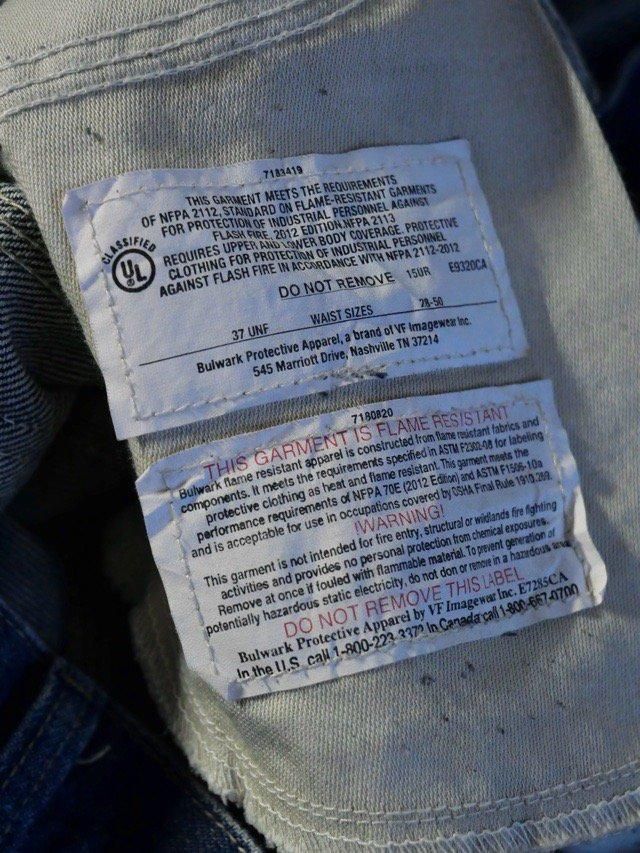 7183419
THIS GARMENT MEETS THE REQUIREMENTS
OF NFPA 2112, STANDARD ON FLAME-RESISTANT GARMENTS
FOR PROTECTION OF INDUSTRIAL PERSONNEL AGAINST
FLASH FIRE, 2012 EDITION.NFPA 2113
REQUIRES UPPER AND LOWER BODY COVERAGE. PROTECTIVE
CLOTHING FOR PROTECTION OF INDUSTRIAL PERSONNEL
AGAINST FLASH FIRE IN ACCORDANCE WITH NFPA 2112-2012
CLASSIFIED
UL ®
DO NOT REMOVE 15UR E9320CA
37 UNF WAIST SIZES 28-50
Bulwark Protective Apparel, a brand of VF Imagewear Inc.
545 Marriott Drive, Nashville TN 37214
7180820
THIS GARMENT IS FLAME RESISTANT
Bulwark flame resistant apparel is constructed from flame resistant fabrics and
components. It meets the requirements specified in ASTM F2302-08 for labeling
protective clothing as heat and flame resistant. This garment meets the
performance requirements of NFPA 70E (2012 Edition) and ASTM F1506-10a
and is acceptable for use in occupations covered by OSHA Final Rule 1910.269.
WARNING!
This garment is not intended for fire entry, structural or wildlands fire fighting
activities and provides no personal protection from chemical exposures.
Remove at once if fouled with flammable material. To prevent generation of
potentially hazardous static electricity, do not don or remove in a hazardous area
DO NOT REMOVE THIS LABEL
Bulwark Protective Apparel by VF Imagewear Inc. E7285CA
In the U.S. call 1-800-223-3372 In Canada call 1-800-667-0700